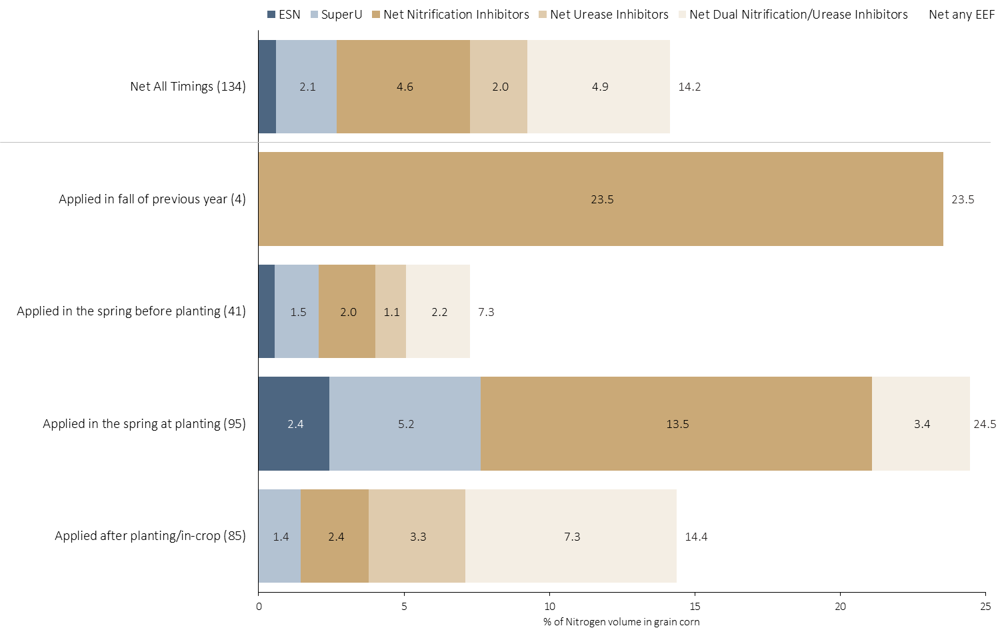 ESN SuperU Net Nitrification Inhibitors Net Urease Inhibitors Net Dual Nitrification/Urease Inhibitors Net any EEF
Net All Timings (134) 2.1 4.6 2.0 4.9 14.2
Applied in fall of previous year (4) 23.5 23.5
Applied in the spring before planting (41) 1.5 2.0 1.1 2.2 7.3
Applied in the spring at planting (95) 2.4 5.2 13.5 3.4 24.5
Applied after planting/in-crop (85) 1.4 2.4 3.3 7.3 14.4
0 5 10 15 20 25
% of Nitrogen volume in grain corn